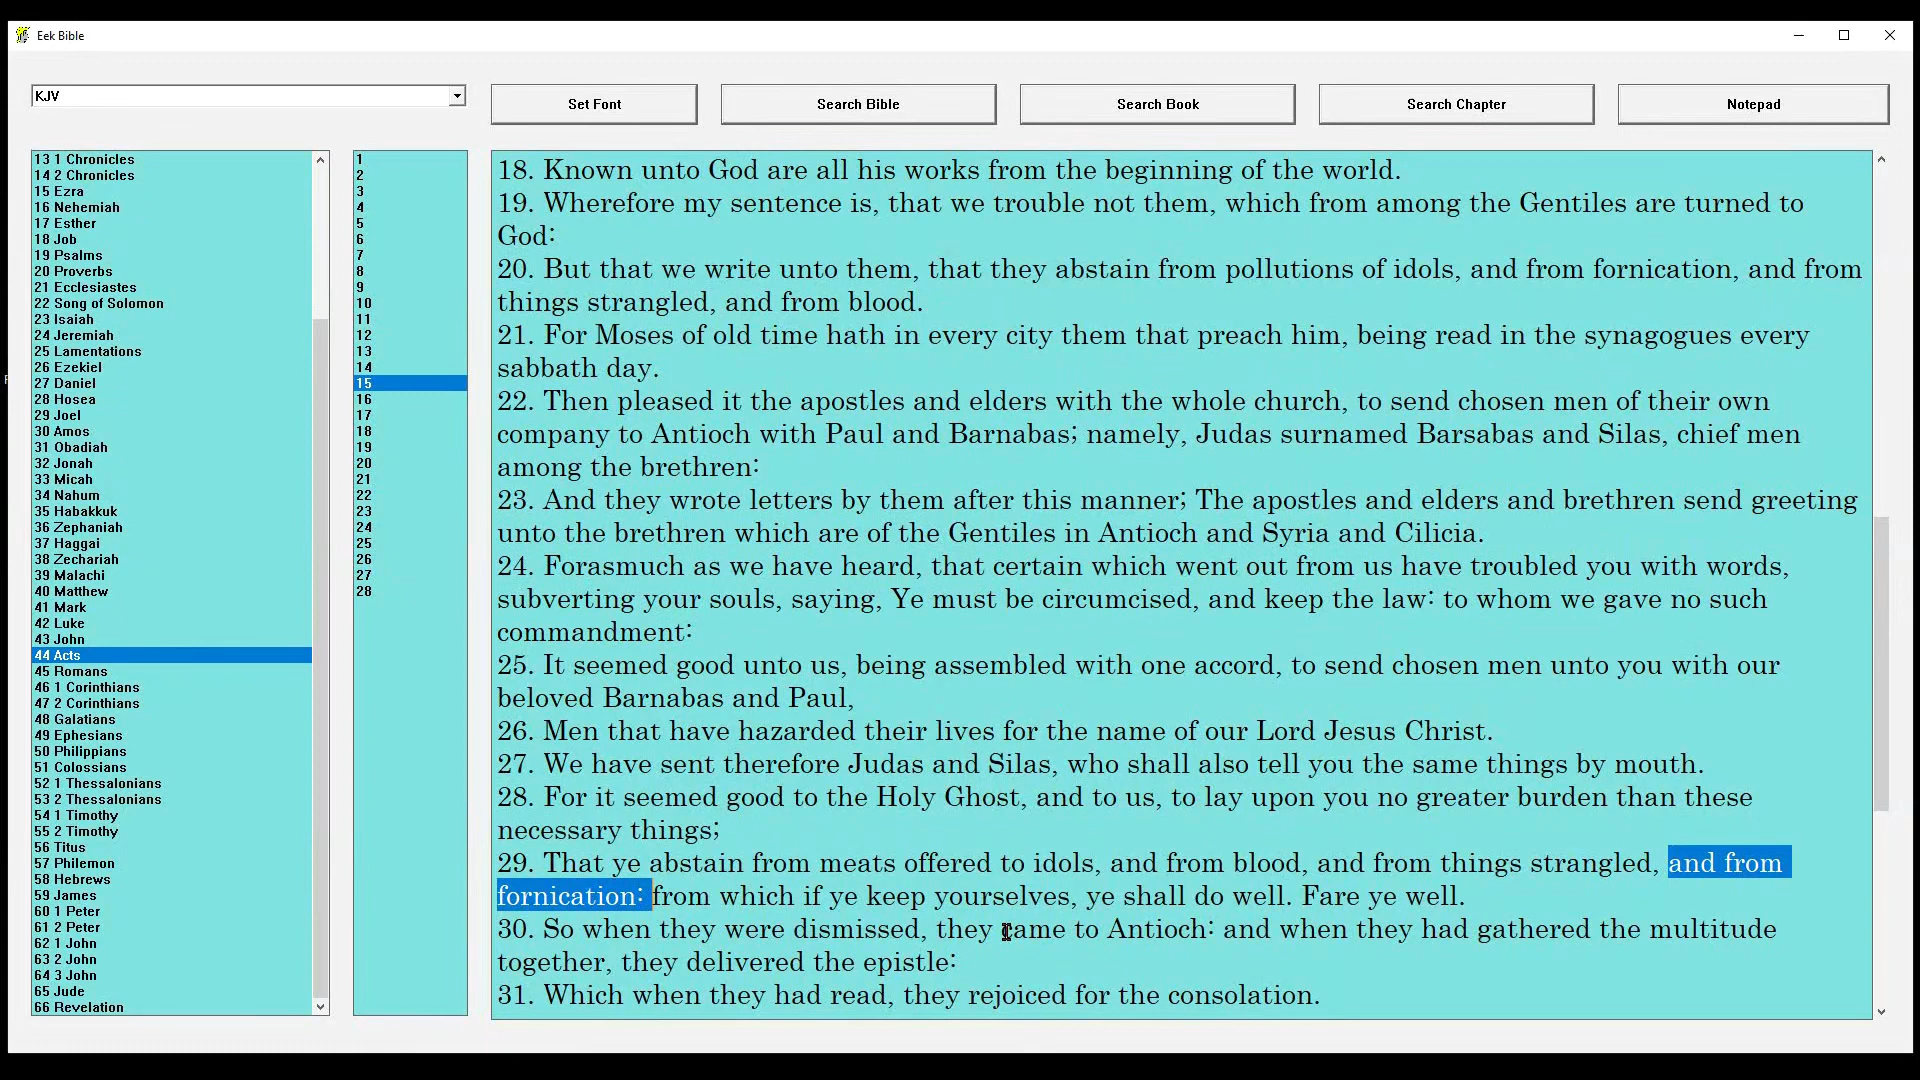 Eek Bible
KJV
Set Font
Search Bible
Search Book
Search Chapter
Notepad
13 1 Chronicles
14 2 Chronicles
15 Ezra
16 Nehemiah
17 Esther
18 Job
19 Psalms
20 Proverbs
21 Ecclesiastes
22 Song of Solomon
23 Isaiah
24 Jeremiah
25 Lamentations
26 Ezekiel
27 Daniel
28 Hosea
29 Joel
30 Amos
31 Obadiah
32 Jonah
33 Micah
34 Nahum
35 Habakkuk
36 Zephaniah
37 Haggai
38 Zechariah
39 Malachi
40 Matthew
41 Mark
42 Luke
43 John
44 Acts
45 Romans
46 1 Corinthians
47 2 Corinthians
48 Galatians
49 Ephesians
50 Philippians
51 Colossians
52 1 Thessalonians
53 2 Thessalonians
54 1 Timothy
55 2 Timothy
56 Titus
57 Philemon
58 Hebrews
59 James
60 1 Peter
61 2 Peter
62 1 John
63 2 John
64 3 John
65 Jude
66 Revelation
1
2
3
4
5
6
7
8
9
10
11
12
13
14
15
16
17
18
19
20
21
22
23
24
25
26
27
28
18. Known unto God are all his works from the beginning of the world.
19. Wherefore my sentence is, that we trouble not them, which from among the Gentiles are turned to
God:
20. But that we write unto them, that they abstain from pollutions of idols, and from fornication, and from
things strangled, and from blood.
21. For Moses of old time hath in every city them that preach him, being read in the synagogues every
sabbath day.
22. Then pleased it the apostles and elders with the whole church, to send chosen men of their own
company to Antioch with Paul and Barnabas; namely, Judas surnamed Barsabas and Silas, chief men
among the brethren:
23. And they wrote letters by them after this manner; The apostles and elders and brethren send greeting
unto the brethren which are of the Gentiles in Antioch and Syria and Cilicia.
24. Forasmuch as we have heard, that certain which went out from us have troubled you with words,
subverting your souls, saying, Ye must be circumcised, and keep the law: to whom we gave no such
commandment:
25. It seemed good unto us, being assembled with one accord, to send chosen men unto you with our
beloved Barnabas and Paul,
26. Men that have hazarded their lives for the name of our Lord Jesus Christ.
27. We have sent therefore Judas and Silas, who shall also tell you the same things by mouth.
28. For it seemed good to the Holy Ghost, and to us, to lay upon you no greater burden than these
necessary things;
29. That ye abstain from meats offered to idols, and from blood, and from things strangled, and from
fornication: from which if ye keep yourselves, ye shall do well. Fare ye well.
30. So when they were dismissed, they came to Antioch: and when they had gathered the multitude
together, they delivered the epistle:
31. Which when they had read, they rejoiced for the consolation.